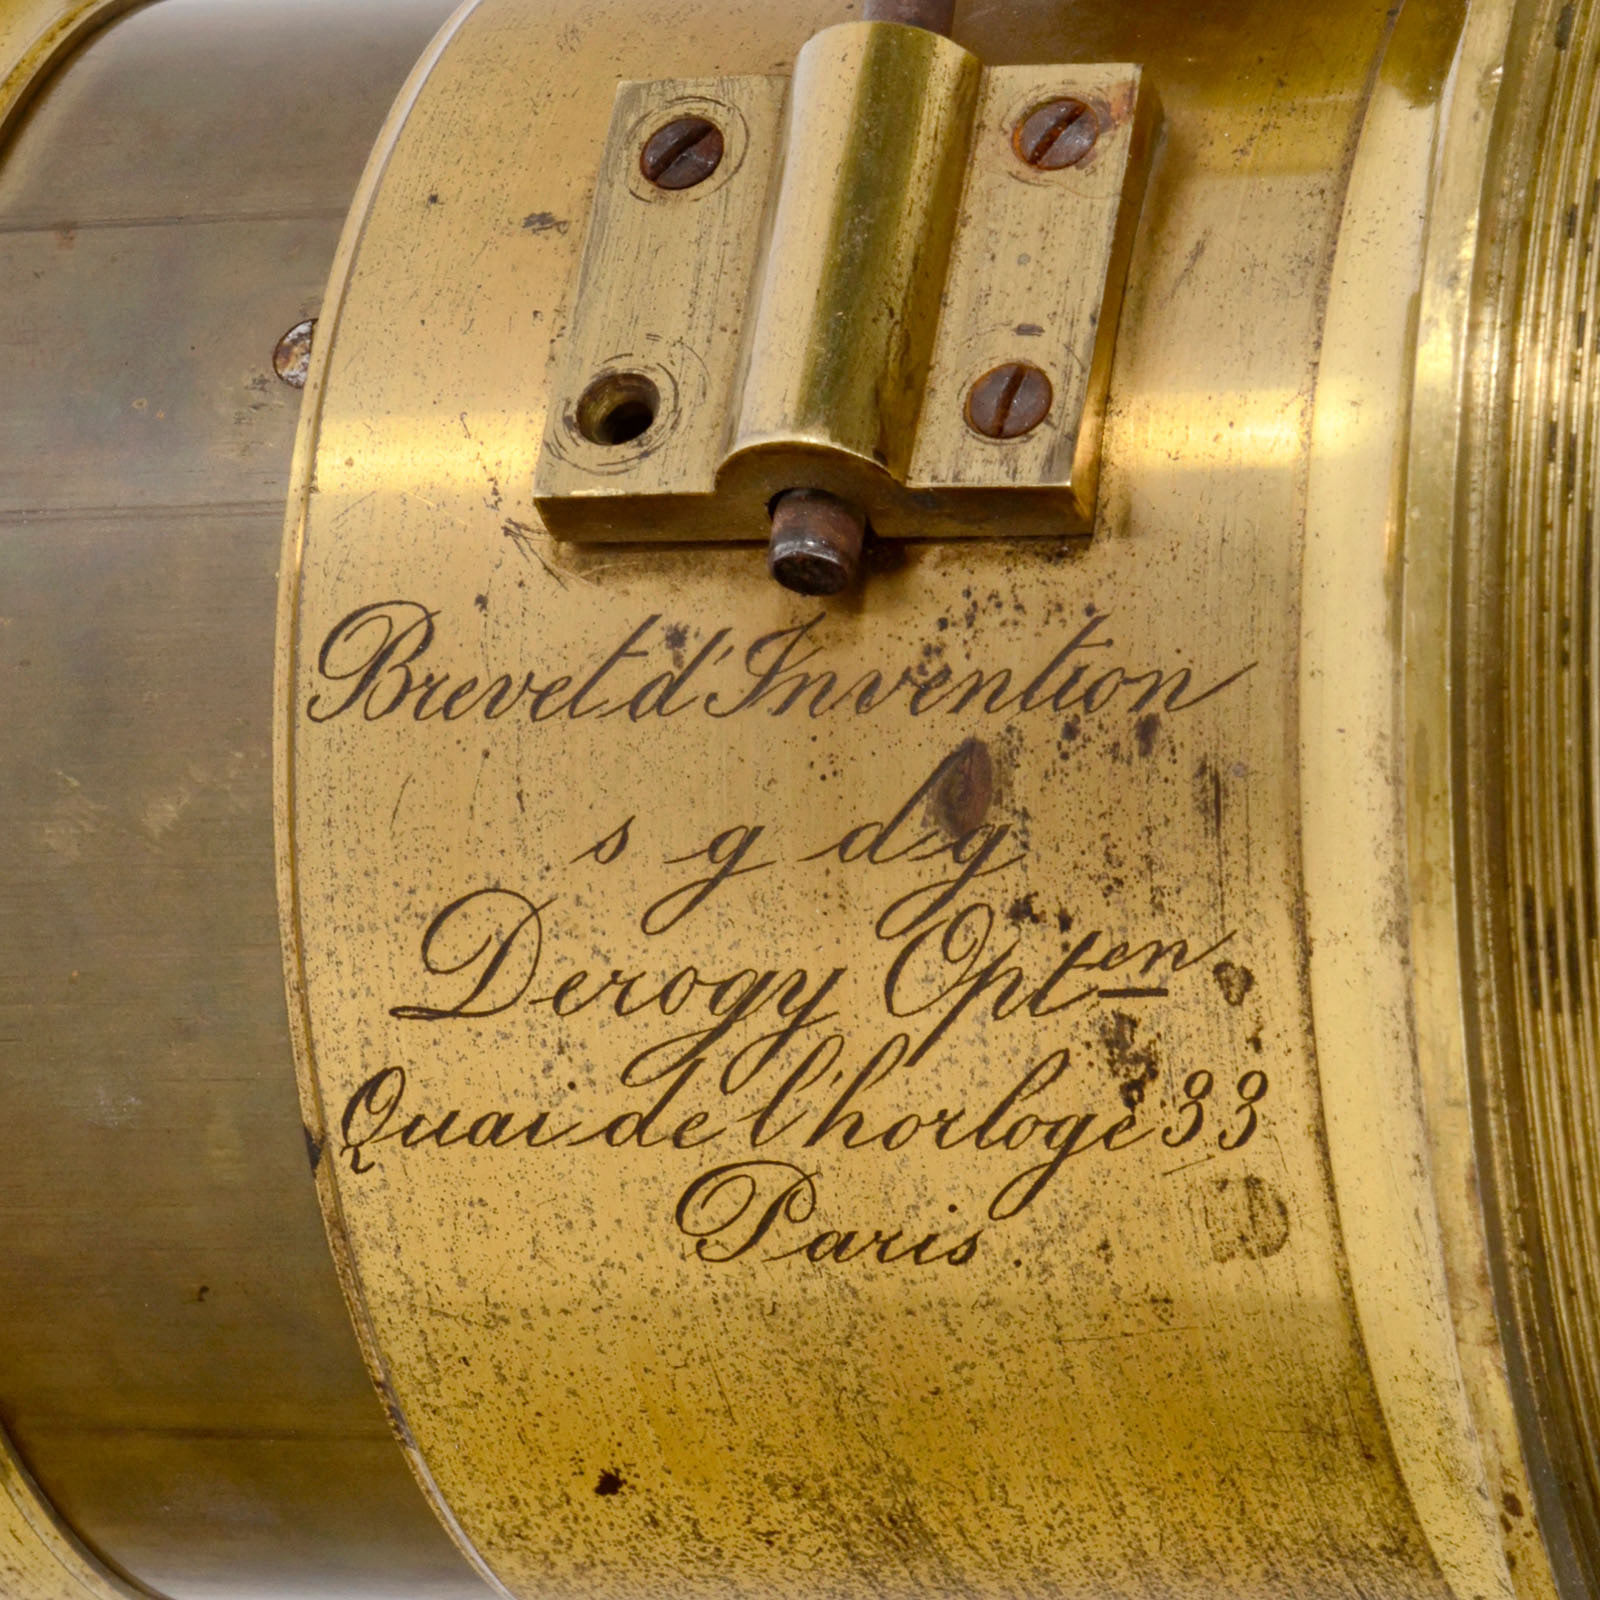 Brevet d'Invention
s g d g
Derogy Opten
Quai de l'horloge 33
Paris.